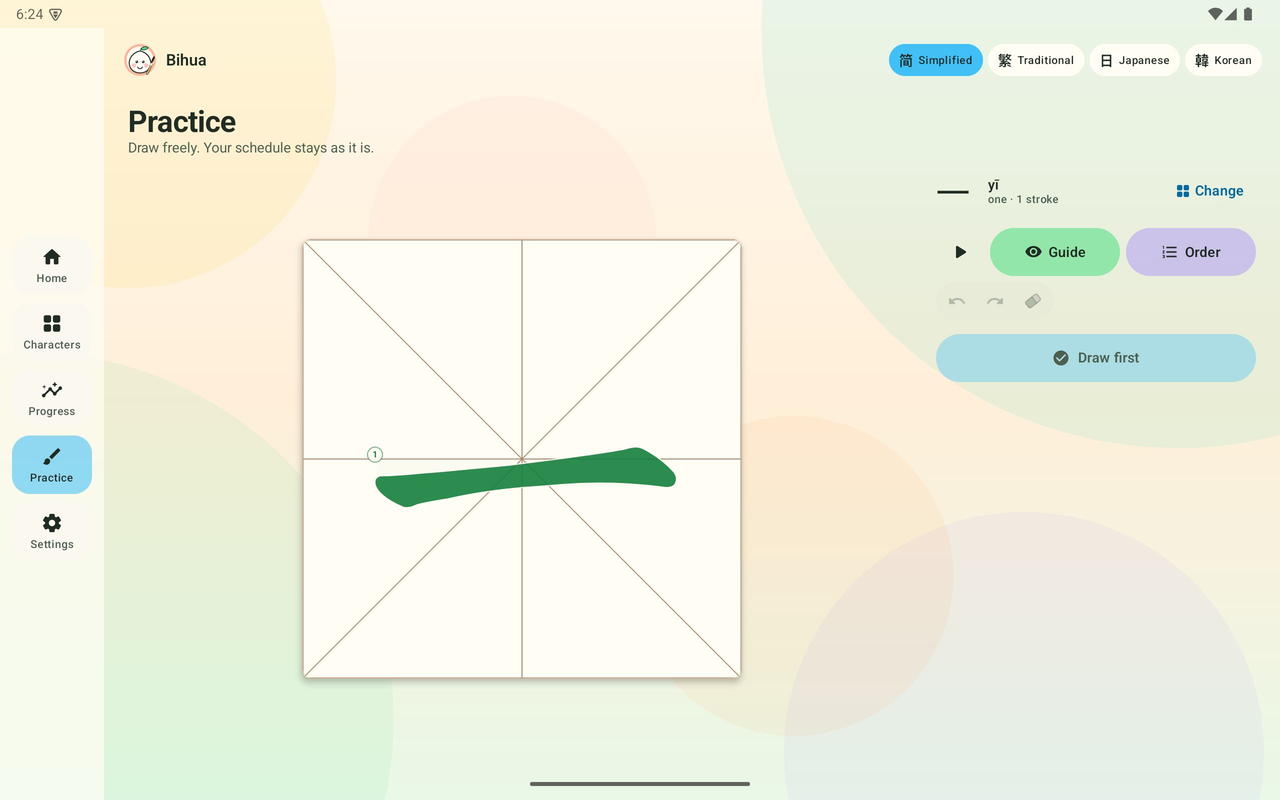 6:24
Bihua
简 Simplified
繁 Traditional
日 Japanese
韓 Korean
Practice
Draw freely. Your schedule stays as it is.
一
yī
one · 1 stroke
Change
Guide
Order
Draw first
1
Home
Characters
Progress
Practice
Settings